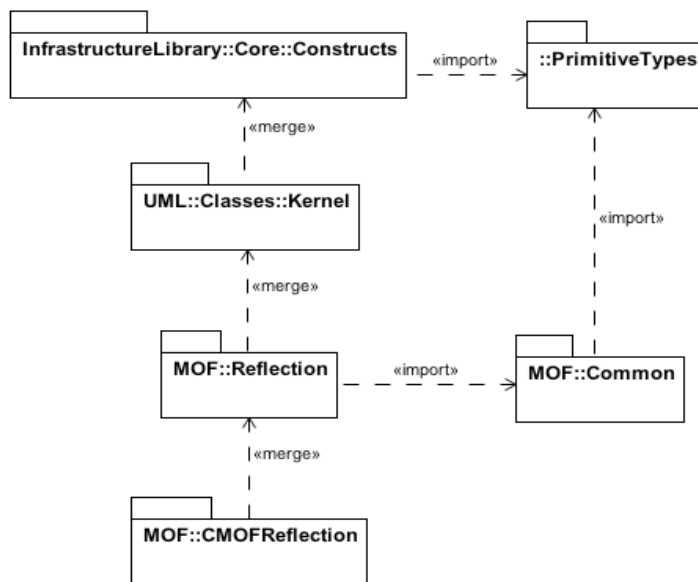 InfrastructureLibrary::Core::Constructs
«import»
::PrimitiveTypes
«merge»
UML::Classes::Kernel
«import»
«merge»
MOF::Reflection
«import»
MOF::Common
«merge»
MOF::CMOFReflection